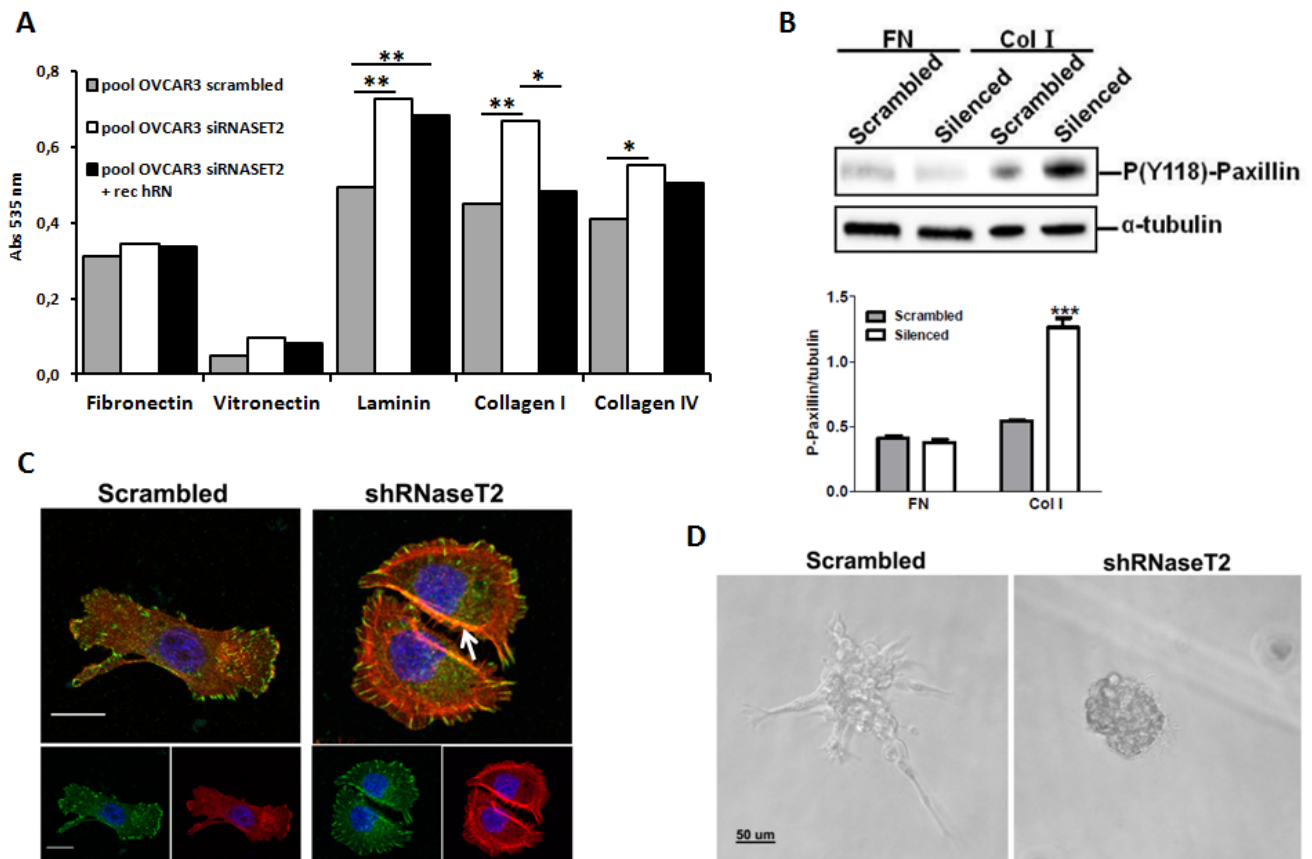 A
0,8
0,6
0,4
0,2
0,0
Abs 535 nm
pool OVCAR3 scrambled
pool OVCAR3 siRNASET2
pool OVCAR3 siRNASET2
+ rec hRN
**
**
**
*
*
Fibronectin
Vitronectin
Laminin
Collagen I
Collagen IV
B
FN
Col I
Scrambled
Silenced
Scrambled
Silenced
P(Y118)-Paxillin
α-tubulin
1.5
1.0
0.5
0.0
P-Paxillin/tubulin
Scrambled
Silenced
***
FN
Col I
C
Scrambled
shRNaseT2
D
Scrambled
shRNaseT2
50 um